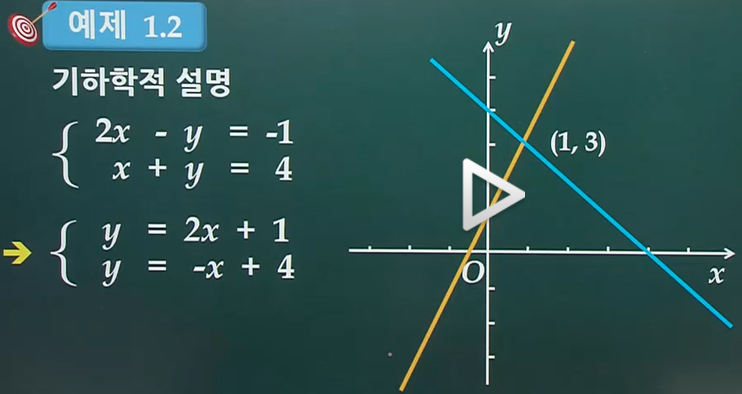 예제 1.2
기하학적 설명
2x - y = -1
x + y = 4
y = 2x + 1
y = -x + 4
y
(1, 3)
O
x